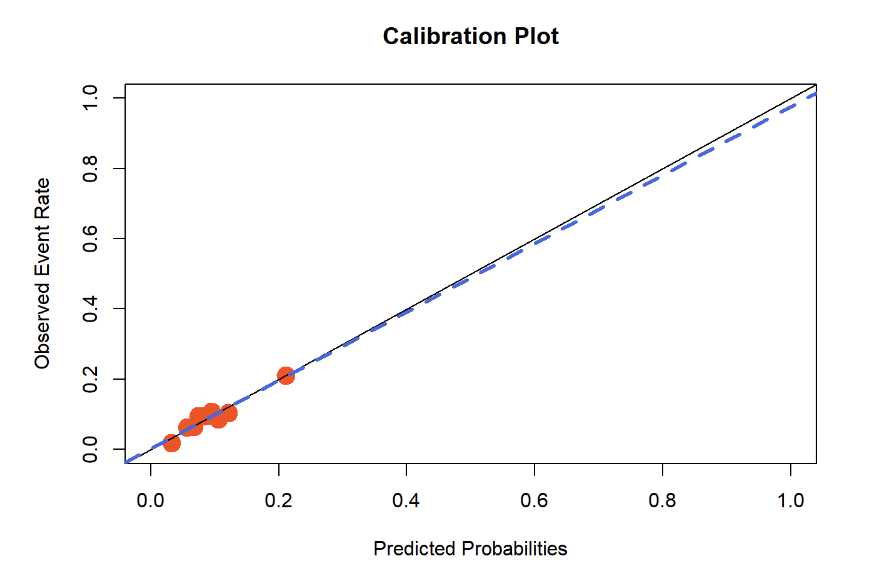 Calibration Plot
Observed Event Rate
1.0
0.8
0.6
0.4
0.2
0.0
0.0 0.2 0.4 0.6 0.8 1.0
Predicted Probabilities